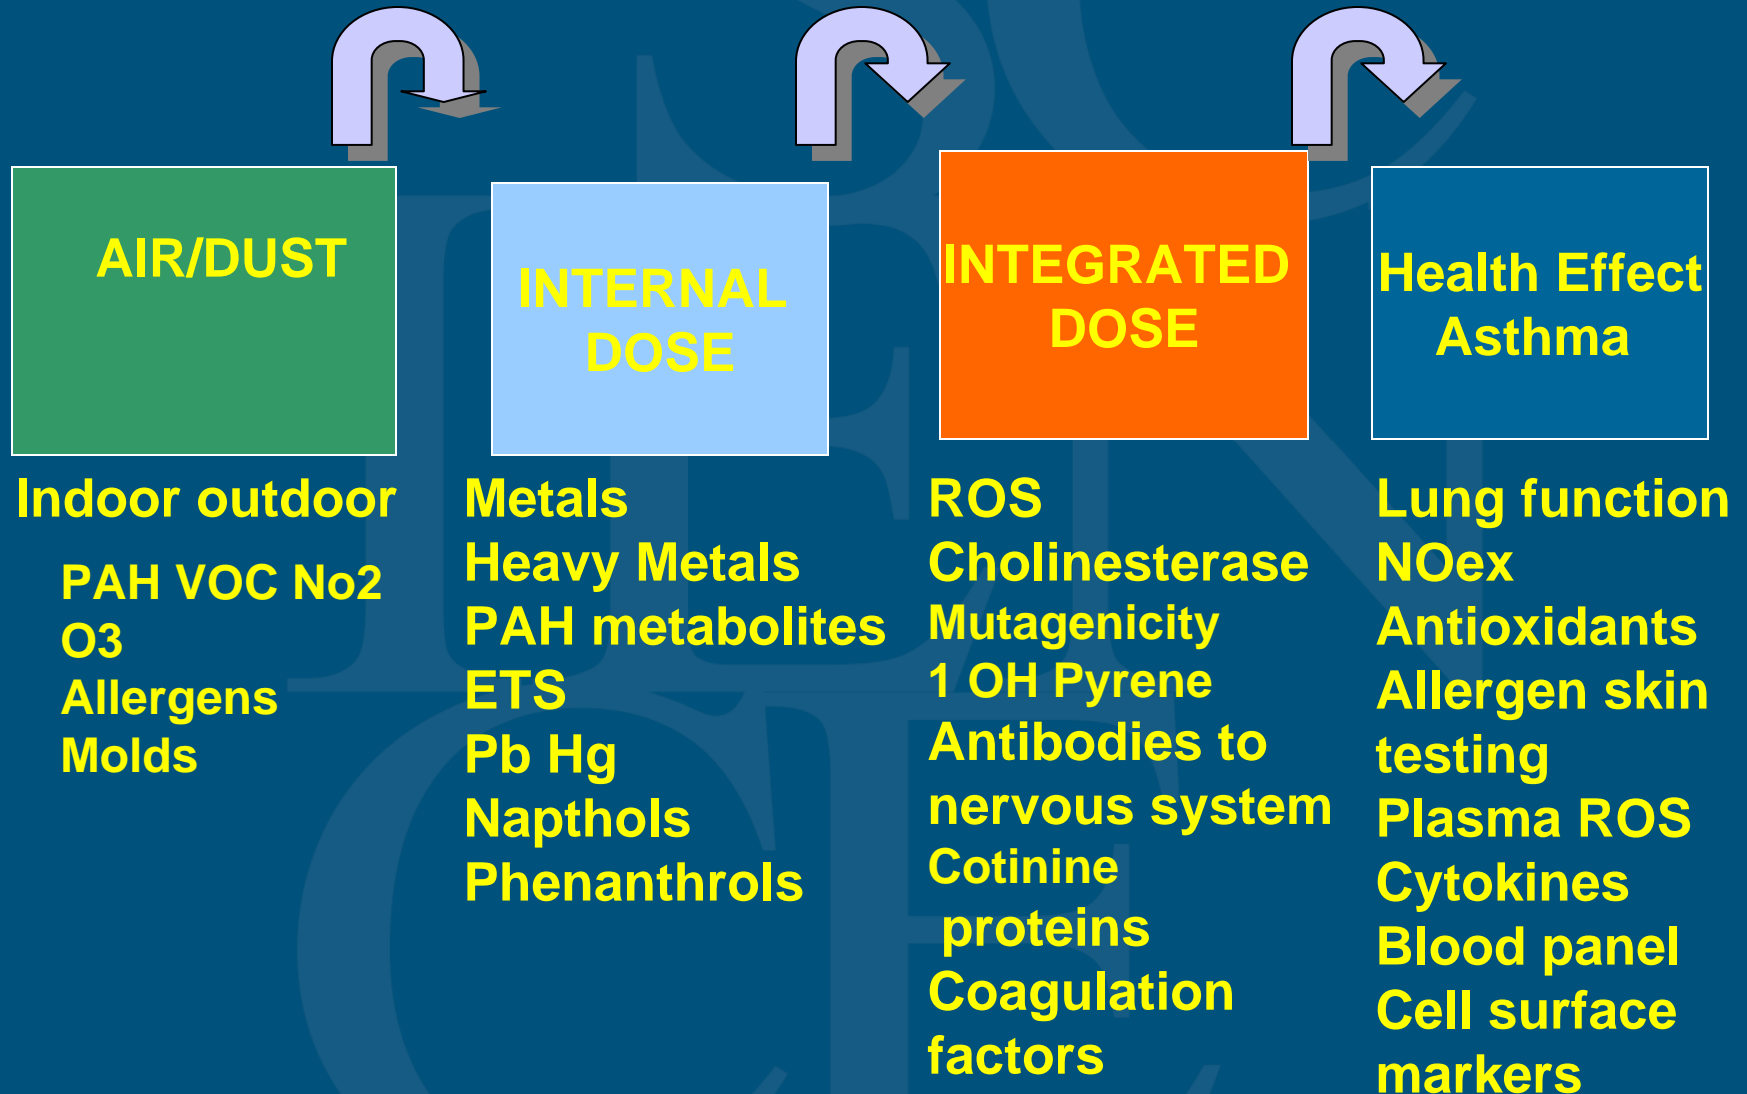 AIR/DUST
Indoor outdoor
PAH VOC No2
O3
Allergens
Molds
INTERNAL
DOSE
Metals
Heavy Metals
PAH metabolites
ETS
Pb Hg
Napthols
Phenanthrols
INTEGRATED
DOSE
ROS
Cholinesterase
Mutagenicity
1 OH Pyrene
Antibodies to
nervous system
Cotinine
proteins
Coagulation
factors
Health Effect
Asthma
Lung function
NOex
Antioxidants
Allergen skin
testing
Plasma ROS
Cytokines
Blood panel
Cell surface
markers